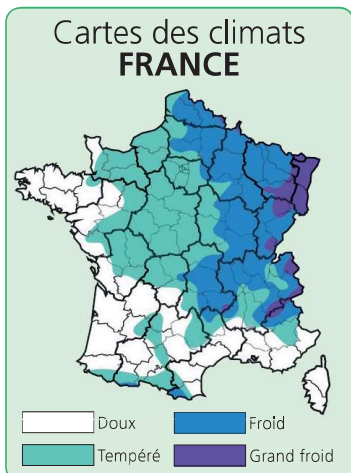 Cartes des climats
FRANCE
Doux
Froid
Tempéré
Grand froid